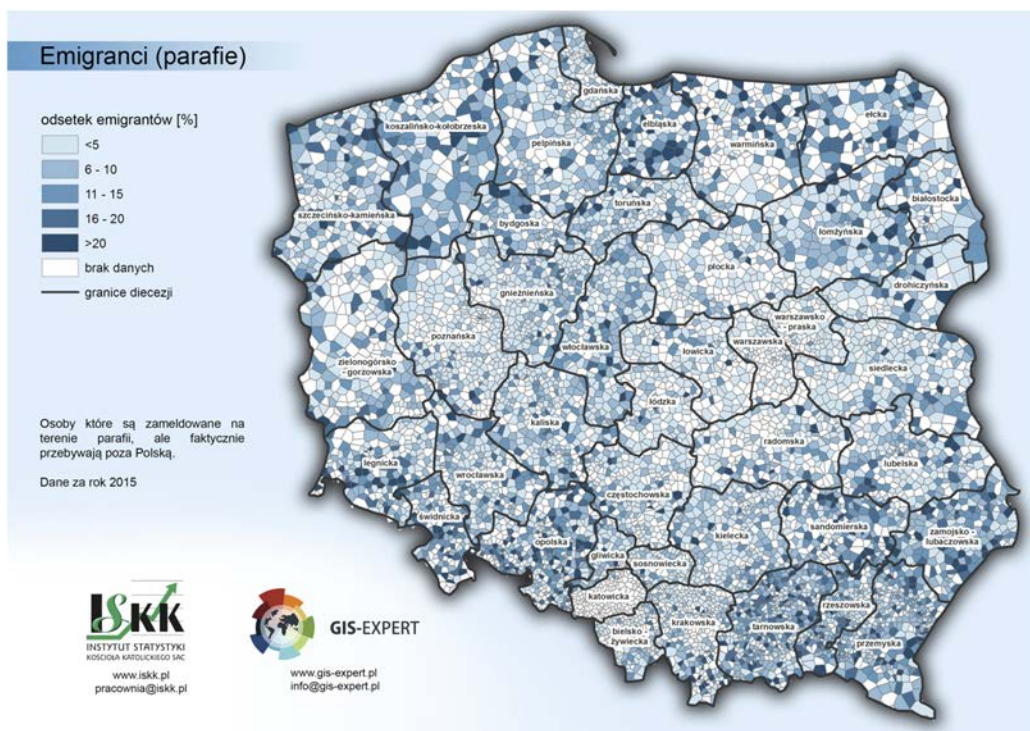 Emigranci (parafie)
odsetek emigrantów [%]
<5
6 - 10
11 - 15
16 - 20
>20
brak danych
granice diecezji
Osoby które są zameldowane na
terenie parafii, ale faktycznie
przebywają poza Polską.
Dane za rok 2015
ISKK
INSTYTUT STATYSTYKI
KOŚCIOŁA KATOLICKIEGO SAC
www.iskk.pl
pracownia@iskk.pl
GIS-EXPERT
www.gis-expert.pl
info@gis-expert.pl
gdańska
koszalińsko-kołobrzeska
elbląska
ełcka
pelplińska
warmińska
białostocka
toruńska
szczecińsko-kamieńska
bydgoska
łomżyńska
płocka
drohiczyńska
gnieźnieńska
warszawsko
- praska
poznańska
warszawska
włocławska
łowicka
zielonogórsko
- gorzowska
siedlecka
łódzka
kaliska
radomska
legnicka
lubelska
wrocławska
częstochowska
świdnicka
sandomierska
zamojsko -
lubaczowska
opolska
kielecka
gliwicka
sosnowiecka
katowicka
rzeszowska
krakowska
tarnowska
bielsko -
żywiecka
przemyska